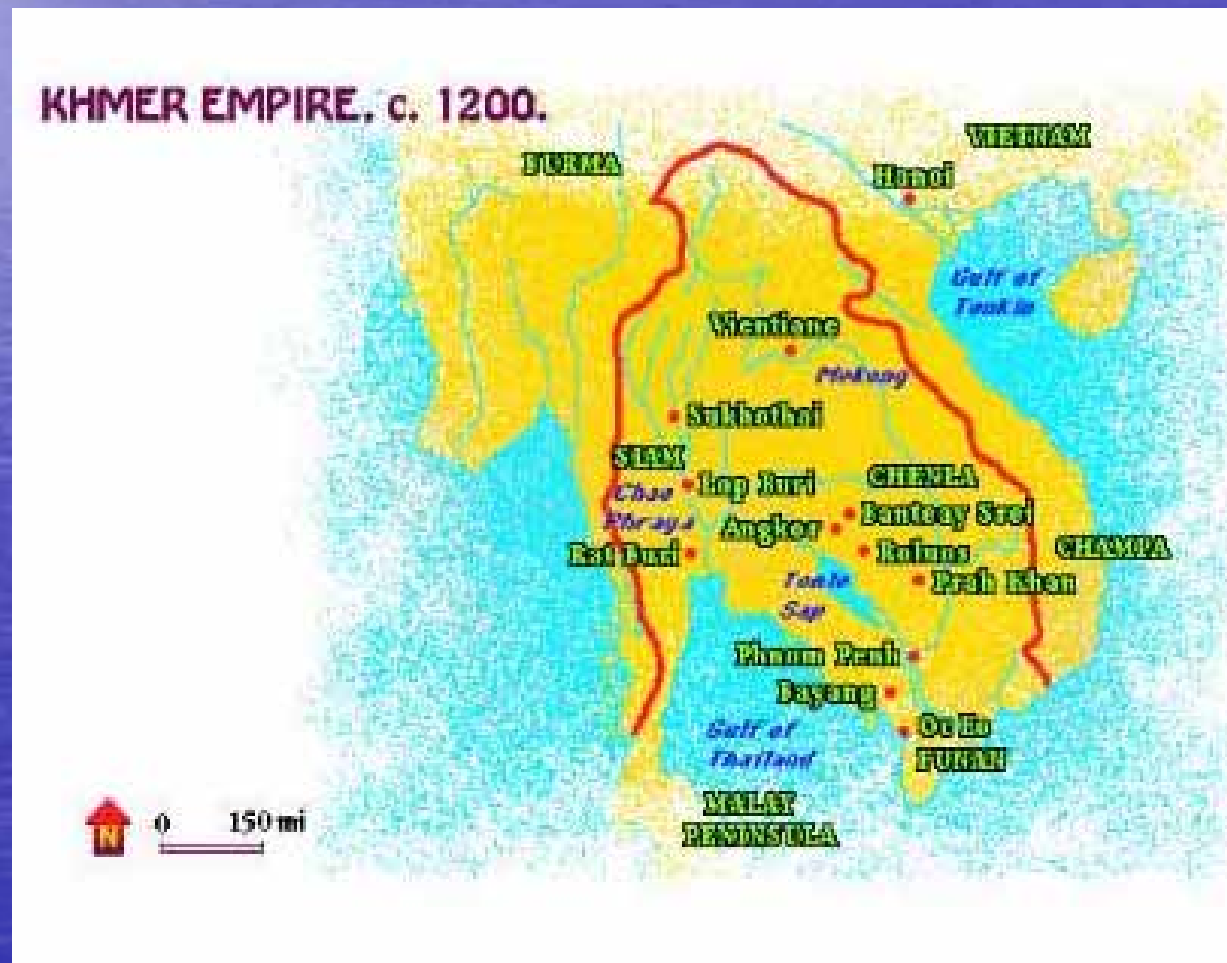 KHMER EMPIRE, c. 1200.
VIETNAM
BURMA
Hanoi
Gulf of
Tonkin
Vientiane
Mekong
Sukhothai
SIAM
Lop Buri
CHENLA
Chao
Phraya
Banteay Srei
Angkor
Rat Buri
CHAMPA
Tonle
Sap
Prah Khan
Phnom Penh
Bayang
Gulf of
Thailand
Oc Eo
FUNAN
MALAY
PENINSULA
N
0 150 mi